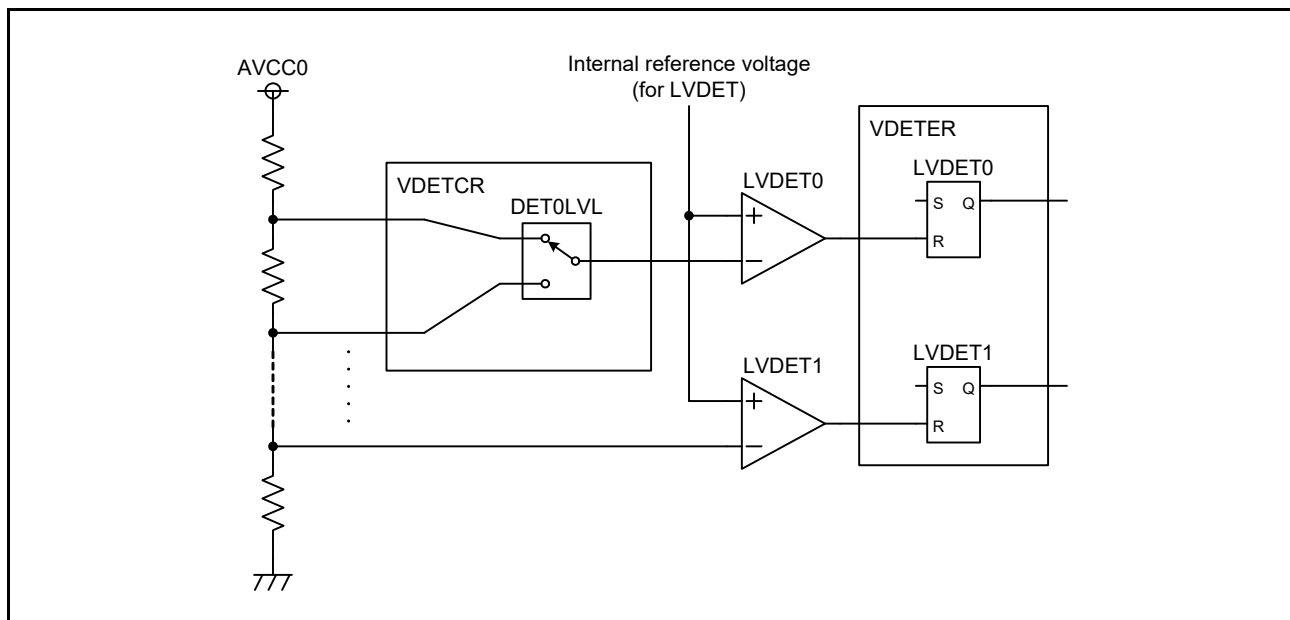 AVCC0
Internal reference voltage
(for LVDET)
VDETER
LVDET0
S Q
R
VDETCR
DET0LVL
LVDET0
+
−
LVDET1
+
−
LVDET1
S Q
R